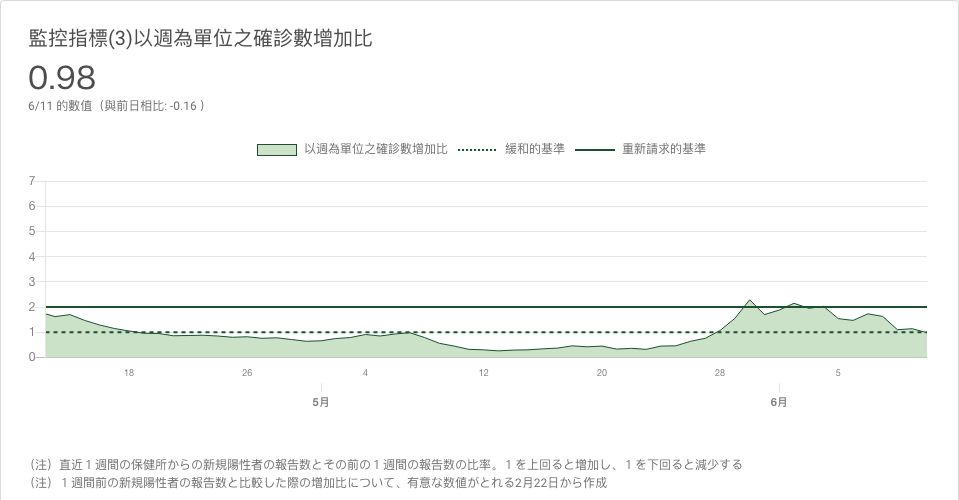 監控指標(3)以週為單位之確診數增加比
0.98
6/11 的數值（與前日相比: -0.16 ）
以週為單位之確診數增加比 緩和的基準 重新請求的基準
7
6
5
4
3
2
1
0
18 26 4 12 20 28 5
5月 6月
（注）直近１週間の保健所からの新規陽性者の報告数とその前の１週間の報告数の比率。１を上回ると増加し、１を下回ると減少する
（注）１週間前の新規陽性者の報告数と比較した際の増加比について、有意な数値がとれる2月22日から作成